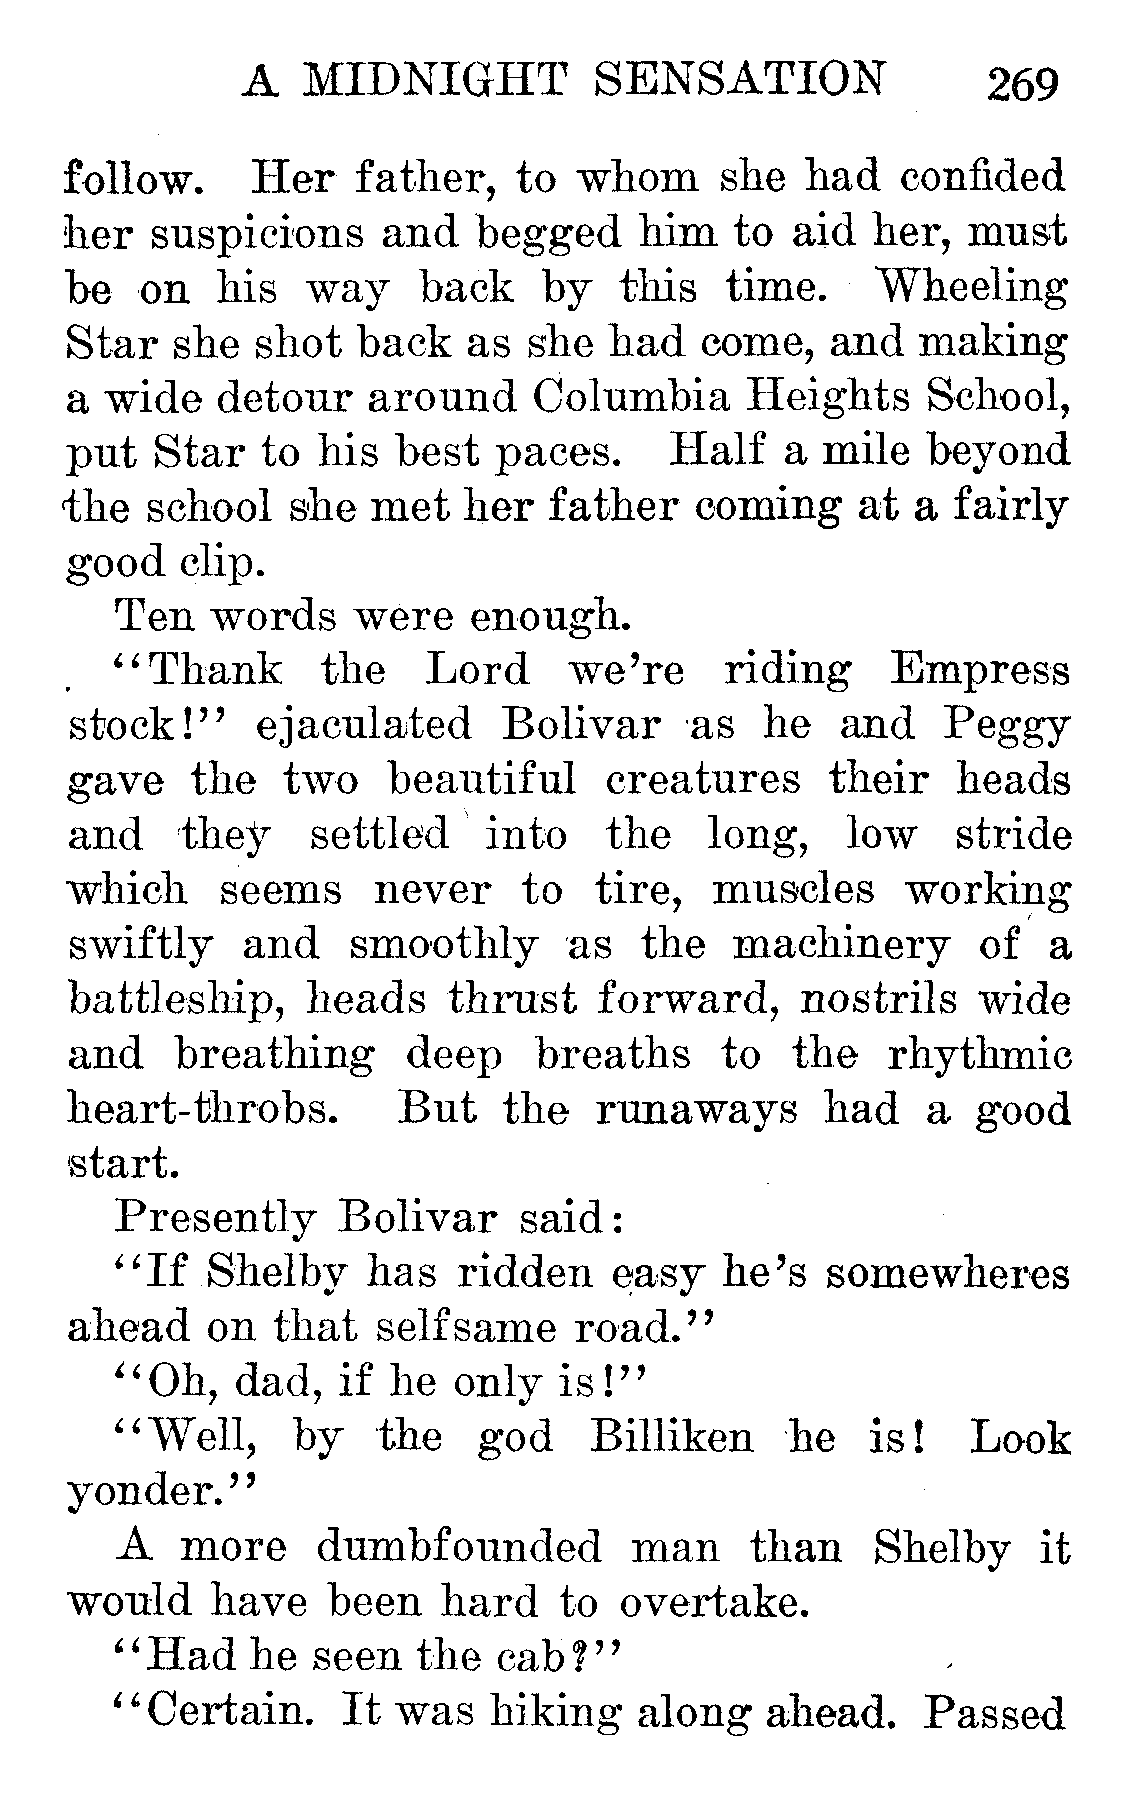 A MIDNIGHT SENSATION 269
follow. Her father, to whom she had confided
her suspicions and begged him to aid her, must
be on his way back by this time. Wheeling
Star she shot back as she had come, and making
a wide detour around Columbia Heights School,
put Star to his best paces. Half a mile beyond
the school she met her father coming at a fairly
good clip.
Ten words were enough.
“Thank the Lord we’re riding Empress
stock!” ejaculated Bolivar as he and Peggy
gave the two beautiful creatures their heads
and they settled into the long, low stride
which seems never to tire, muscles working
swiftly and smoothly as the machinery of a
battleship, heads thrust forward, nostrils wide
and breathing deep breaths to the rhythmic
heart-throbs. But the runaways had a good
start.
Presently Bolivar said:
“If Shelby has ridden easy he’s somewheres
ahead on that selfsame road.”
“Oh, dad, if he only is!”
“Well, by the god Billiken he is! Look
yonder.”
A more dumbfounded man than Shelby it
would have been hard to overtake.
“Had he seen the cab?”
“Certain. It was hiking along ahead. Passed